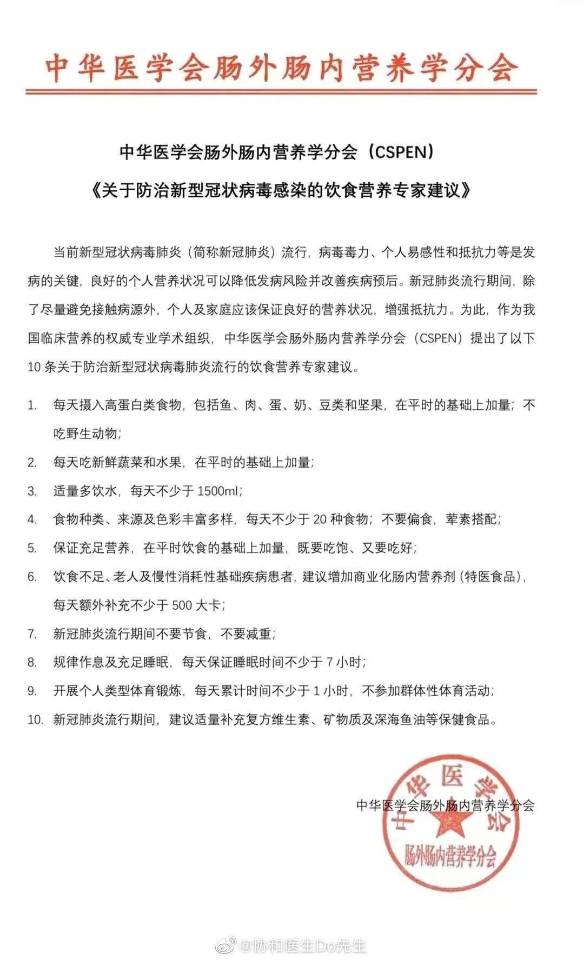 中华医学会肠外肠内营养学分会
中华医学会肠外肠内营养学分会（CSPEN）
《关于防治新型冠状病毒感染的饮食营养专家建议》
当前新型冠状病毒肺炎（简称新冠肺炎）流行，病毒毒力、个人易感性和抵抗力等是发
病的关键，良好的个人营养状况可以降低发病风险并改善疾病预后。新冠肺炎流行期间，除
了尽量避免接触病源外，个人及家庭应该保证良好的营养状况，增强抵抗力。为此，作为我
国临床营养的权威专业学术组织，中华医学会肠外肠内营养学分会（CSPEN）提出了以下
10 条关于防治新型冠状病毒肺炎流行的饮食营养专家建议。
1. 每天摄入高蛋白类食物，包括鱼、肉、蛋、奶、豆类和坚果，在平时的基础上加量；不
吃野生动物；
2. 每天吃新鲜蔬菜和水果，在平时的基础上加量；
3. 适量多饮水，每天不少于 1500ml；
4. 食物种类、来源及色彩丰富多样，每天不少于 20 种食物；不要偏食，荤素搭配；
5. 保证充足营养，在平时饮食的基础上加量，既要吃饱、又要吃好；
6. 饮食不足、老人及慢性消耗性基础疾病患者，建议增加商业化肠内营养剂（特医食品），
每天额外补充不少于 500 大卡；
7. 新冠肺炎流行期间不要节食，不要减重；
8. 规律作息及充足睡眠，每天保证睡眠时间不少于 7 小时；
9. 开展个人类型体育锻炼，每天累计时间不少于 1 小时，不参加群体性体育活动；
10. 新冠肺炎流行期间，建议适量补充复方维生素、矿物质及深海鱼油等保健食品。
中华医学会肠外肠内营养学分会
中华医学会
肠外肠内营养学分会
@协和医生Do先生